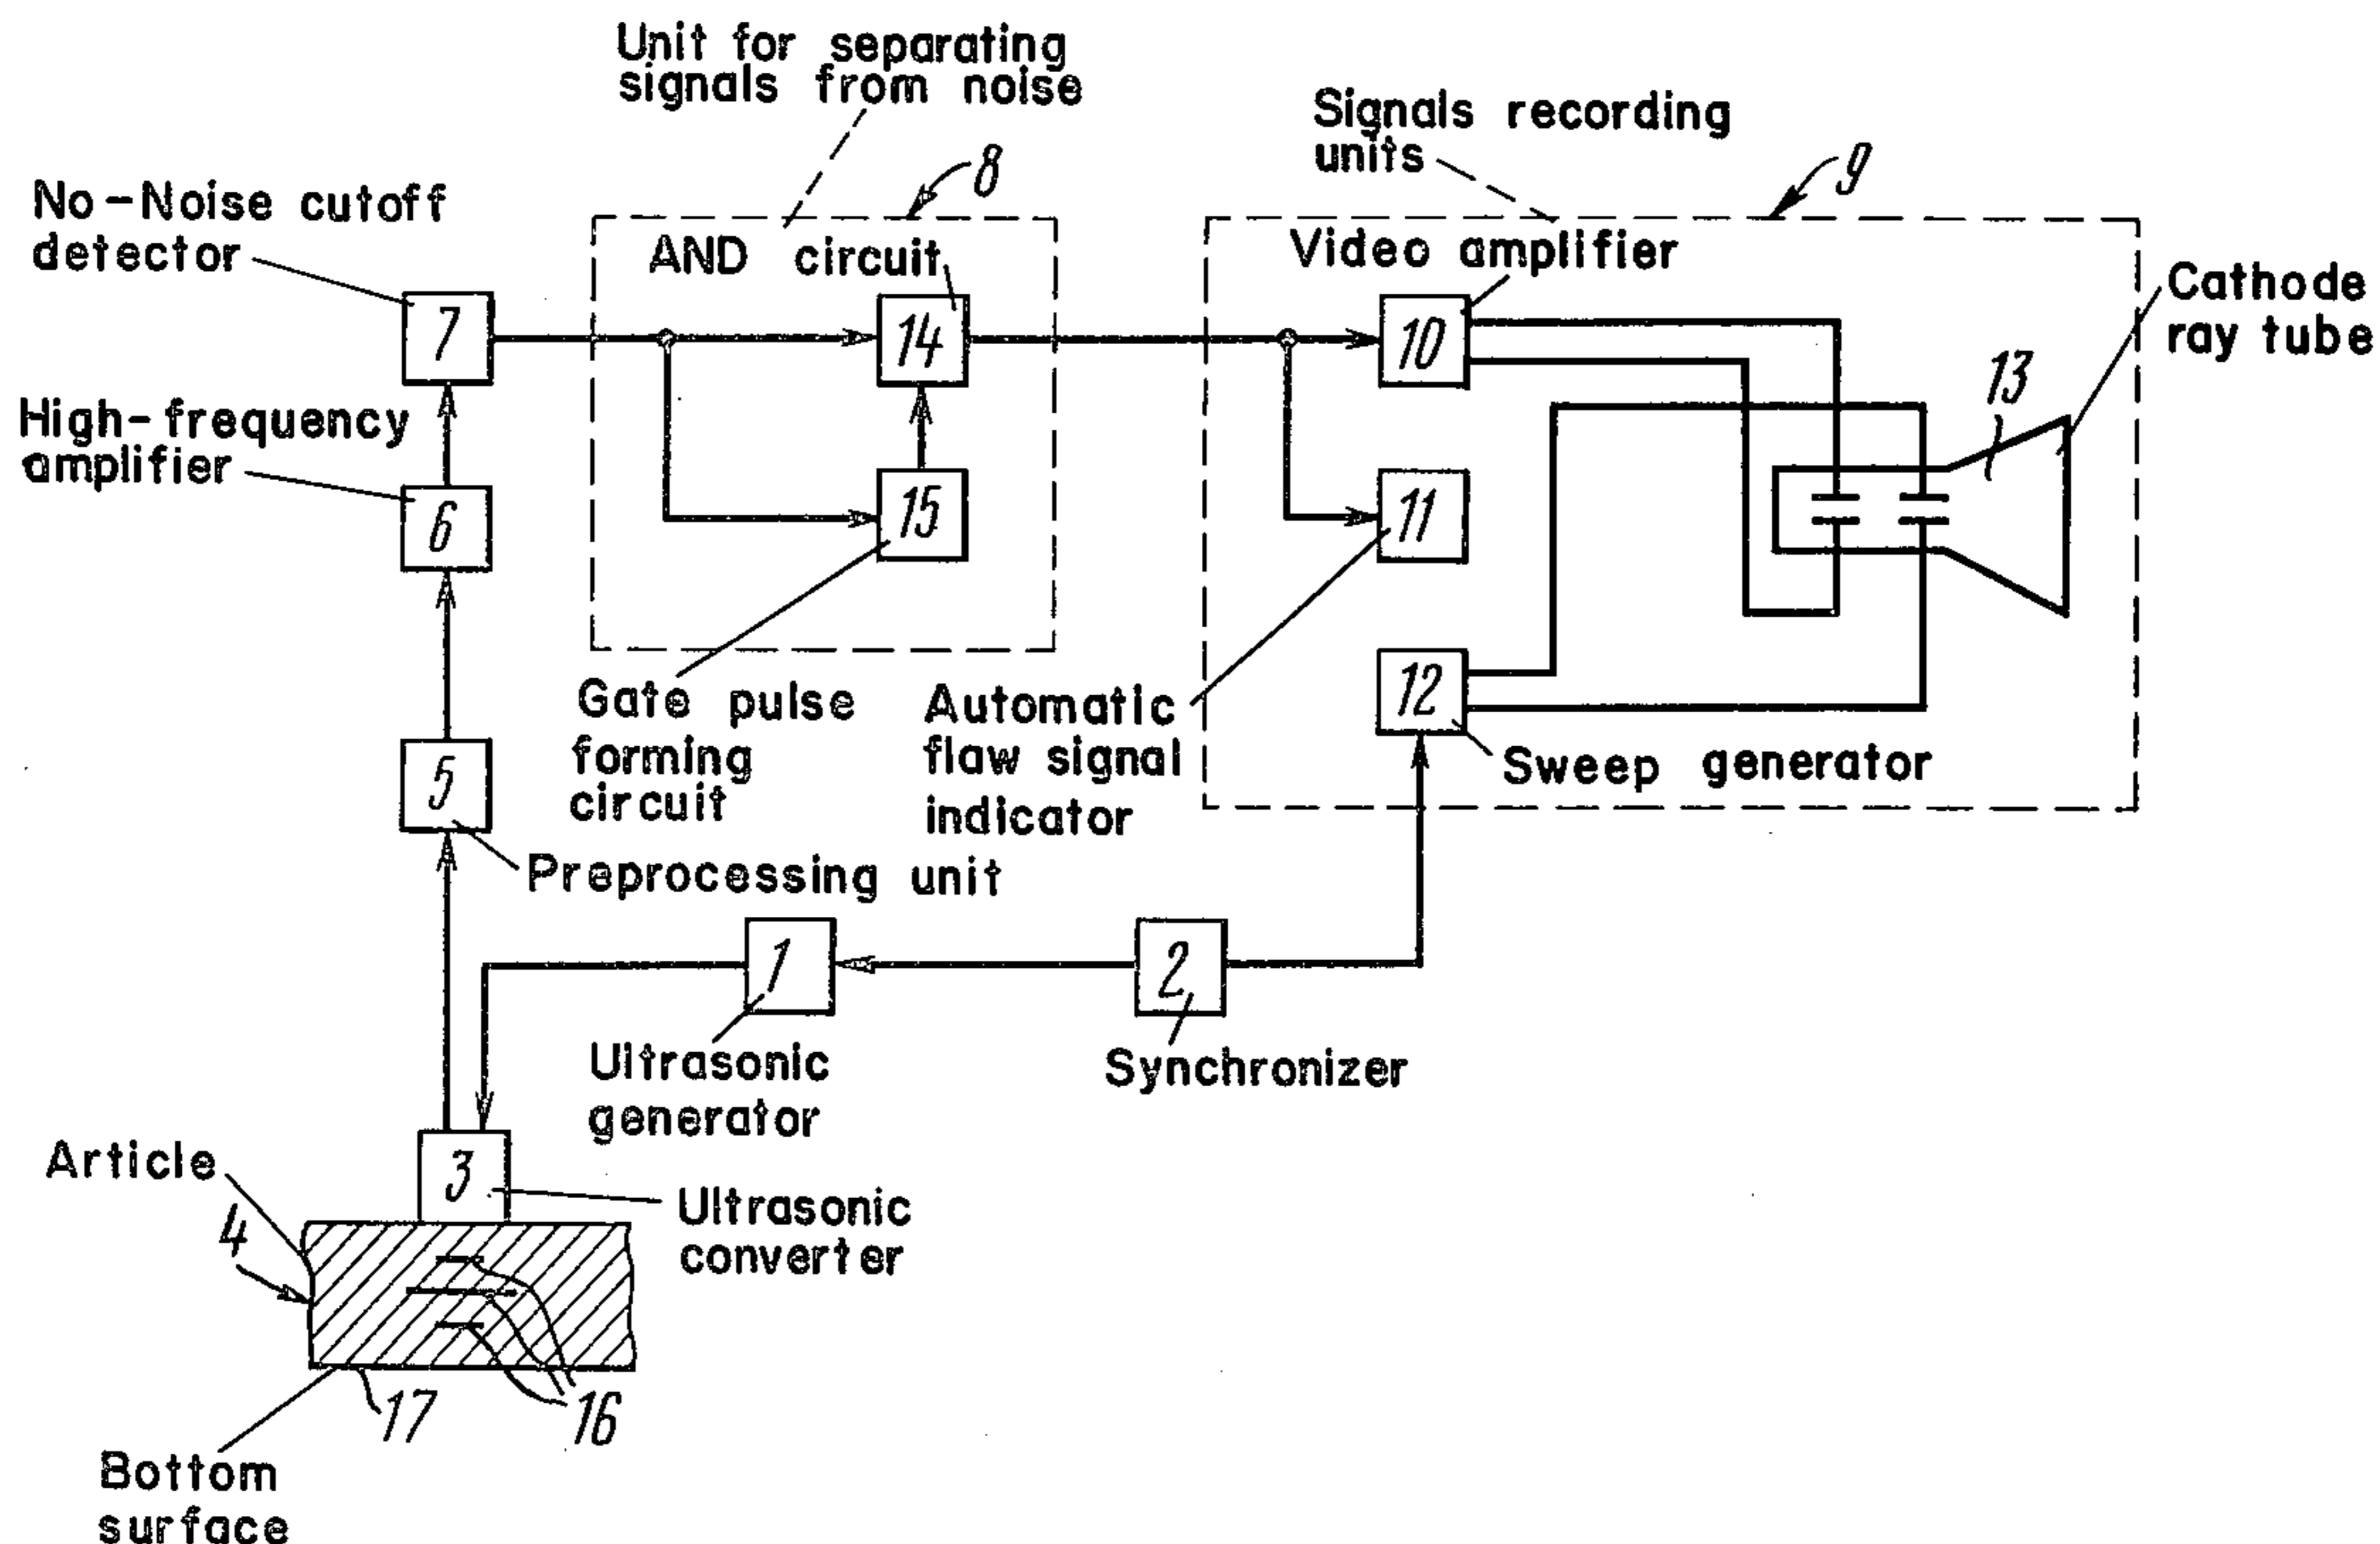 Unit for separating
signals from noise
8
Signals recording
units
9
No-Noise cutoff
detector
AND circuit
Video amplifier
Cathode
ray tube
7
14
10
13
High-frequency
amplifier
6
15
11
Gate pulse
forming
circuit
Automatic
flaw signal
indicator
12
Sweep generator
5
Preprocessing unit
1
2
Ultrasonic
generator
Synchronizer
Article
4
3
Ultrasonic
converter
17
16
Bottom
surface